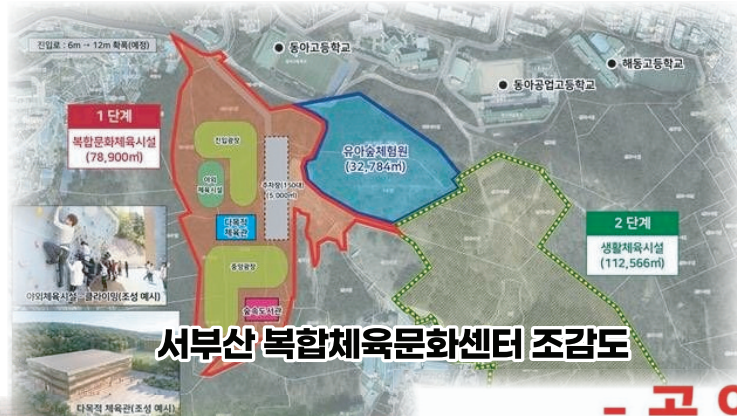 진입로 : 6m → 12m 확폭(예정)
동아고등학교
해동고등학교
동아공업고등학교
1 단계
복합문화체육시설
(78,900㎡)
진입광장
야외
체육시설
주차장(150대)
(5,000㎡)
유아숲체험원
(32,784㎡)
다목적
체육관
중앙광장
숲속도서관
2 단계
생활체육시설
(112,566㎡)
야외체육시설-클라이밍(조성 예시)
서부산 복합체육문화센터 조감도
다목적 체육관(조성 예시)